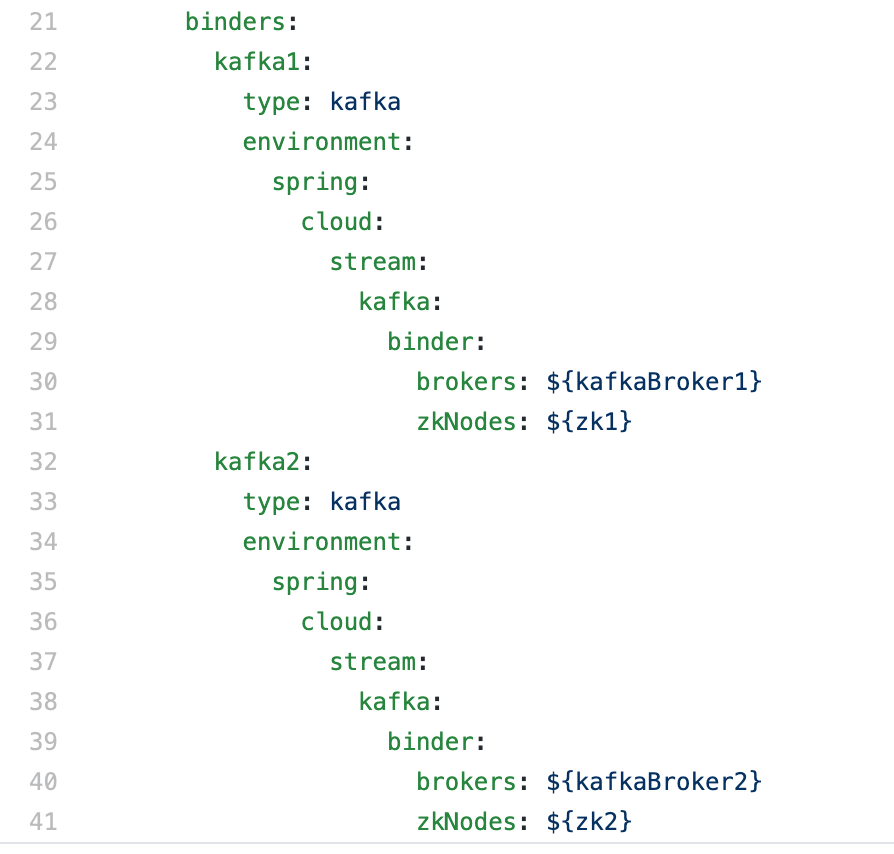 21 binders:
22 kafka1:
23 type: kafka
24 environment:
25 spring:
26 cloud:
27 stream:
28 kafka:
29 binder:
30 brokers: ${kafkaBroker1}
31 zkNodes: ${zk1}
32 kafka2:
33 type: kafka
34 environment:
35 spring:
36 cloud:
37 stream:
38 kafka:
39 binder:
40 brokers: ${kafkaBroker2}
41 zkNodes: ${zk2}